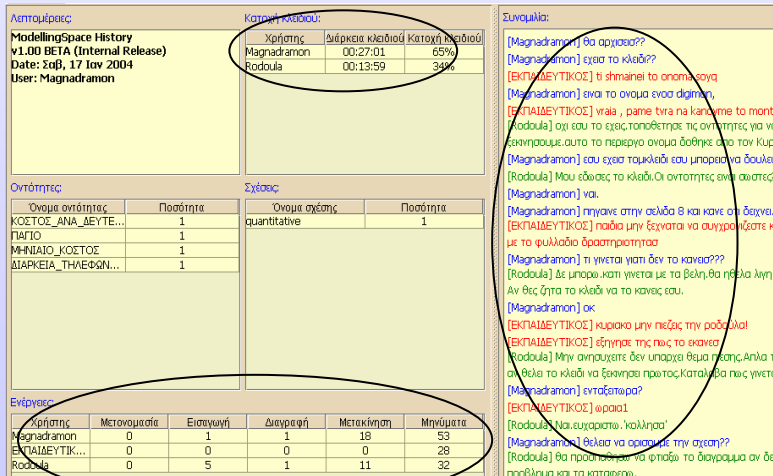 Λεπτομέρειες:
ModellingSpace History
v1.00 BETA (Internal Release)
Date: Σαβ, 17 Ιαν 2004
User: Magnadramon
Κατοχή κλειδιού:
Χρήστης Διάρκεια κλειδιού Κατοχή κλειδιού
Magnadramon 00:27:01 65%
Rodoula 00:13:59 34%
Οντότητες:
Όνομα οντότητας Ποσότητα
ΚΟΣΤΟΣ_ΑΝΑ_ΔΕΥΤΕ... 1
ΠΑΓΙΟ 1
ΜΗΝΙΑΙΟ_ΚΟΣΤΟΣ 1
ΔΙΑΡΚΕΙΑ_ΤΗΛΕΦΩΝ... 1
Σχέσεις:
Όνομα σχέσης Ποσότητα
quantitative 1
Ενέργειες:
Χρήστης Μετονομασία Εισαγωγή Διαγραφή Μετακίνηση Μηνύματα
Magnadramon 0 1 1 18 53
ΕΚΠΑΙΔΕΥΤΙΚ... 0 0 0 0 28
Rodoula 0 5 1 11 32
Συνομιλία:
[Magnadramon] θα αρχισεισ??
[Magnadramon] εχεισ το κλειδι??
[ΕΚΠΑΙΔΕΥΤΙΚΟΣ] ti shmainei to onoma soyq
[Magnadramon] ειναι το ονομα ενοσ digimon,
[ΕΚΠΑΙΔΕΥΤΙΚΟΣ] vraia , pame tvra na kanoyme to mont
[Rodoula] οχι εσυ το εχεις.τοποθετησε τις οντοτητες για να
ξεκινησουμε.αυτο το περιεργο ονομα δοθηκε απο τον Κυρ
[Magnadramon] εσυ εχεισ τομκλειδι εσυ μπορεισ να δουλει
[Rodoula] Μου εδωσες το κλειδι.Οι οντοτητες ειναι σωστες?
[Magnadramon] ναι.
[Magnadramon] πηγαινε στην σελιδα 8 και κανε οτι δειχνει.
[ΕΚΠΑΙΔΕΥΤΙΚΟΣ] παιδια μην ξεχναται να συγχρονιζεστε κ
με το φυλλαδιο δραστηριοτητασ
[Magnadramon] τι γινεται γιατι δεν το κανεισ???
[Rodoula] Δε μπορω.κατι γινεται με τα βελη.θα ηθελα λιγη
Αν θες ζητα το κλειδι να το κανεις εσυ.
[Magnadramon] οκ
[ΕΚΠΑΙΔΕΥΤΙΚΟΣ] κυριακο μην πιεζεις την ροδουλα!
[ΕΚΠΑΙΔΕΥΤΙΚΟΣ] εξηγησε της πως το εκανεσ
[Rodoula] Μην ανησυχειτε δεν υπαρχει θεμα πιεσης.Απλα τ
αν θελει το κλειδι να ξεκινησει πρωτος.Καταλαβα πως γινετ
[Magnadramon] ενταξειτωρα?
[ΕΚΠΑΙΔΕΥΤΙΚΟΣ] ωραια1
[Rodoula] Ναι.ευχαριστω.'κολλησα'
[Magnadramon] θελεισ να ορισουμε την σχεση??
[Rodoula] θα προσπαθησω να φτιαξω το διαγραμμα αν δε
προβλημα και τα καταφερω.